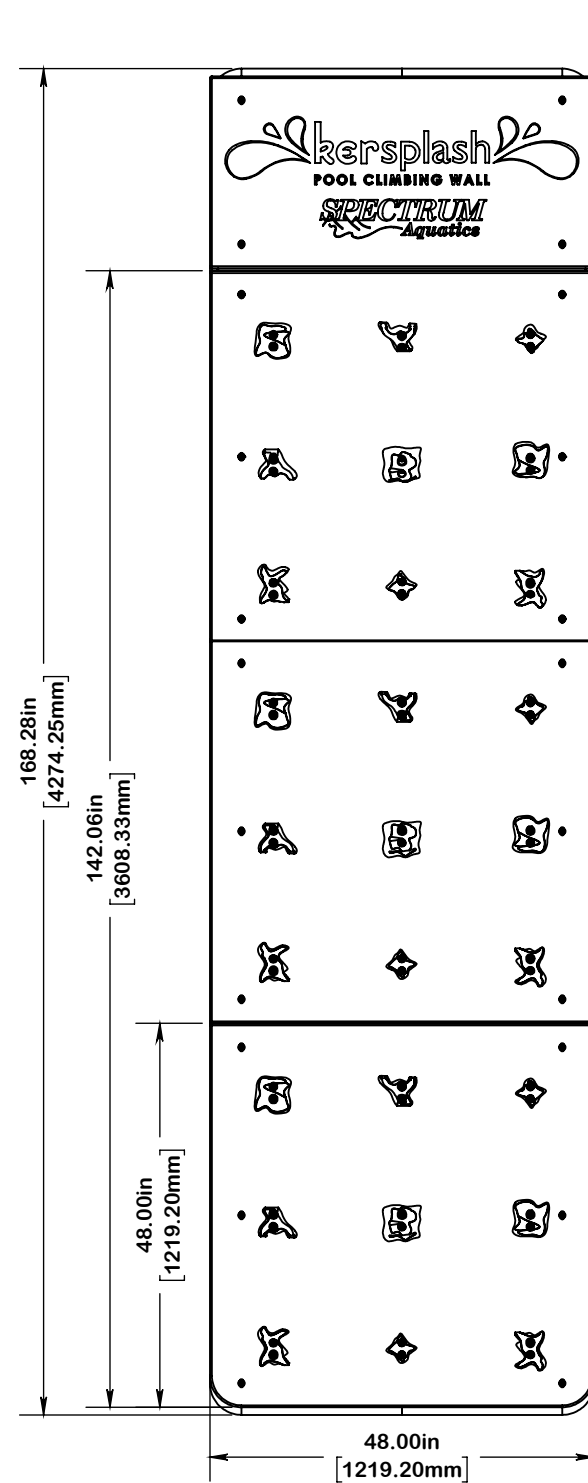 kersplash
POOL CLIMBING WALL
SPECTRUM
Aquatics
168.28in
[4274.25mm]
142.06in
[3608.33mm]
48.00in
[1219.20mm]
48.00in
[1219.20mm]